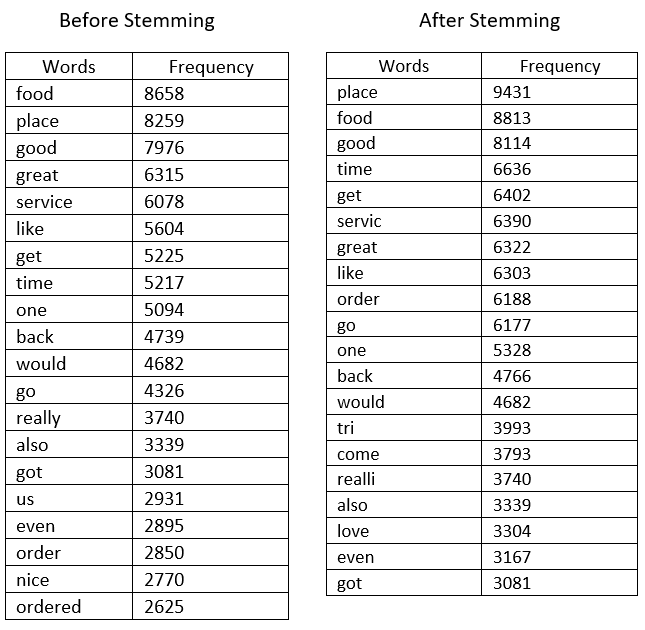 Before Stemming
Words Frequency
food 8658
place 8259
good 7976
great 6315
service 6078
like 5604
get 5225
time 5217
one 5094
back 4739
would 4682
go 4326
really 3740
also 3339
got 3081
us 2931
even 2895
order 2850
nice 2770
ordered 2625
After Stemming
Words Frequency
place 9431
food 8813
good 8114
time 6636
get 6402
servic 6390
great 6322
like 6303
order 6188
go 6177
one 5328
back 4766
would 4682
tri 3993
come 3793
realli 3740
also 3339
love 3304
even 3167
got 3081